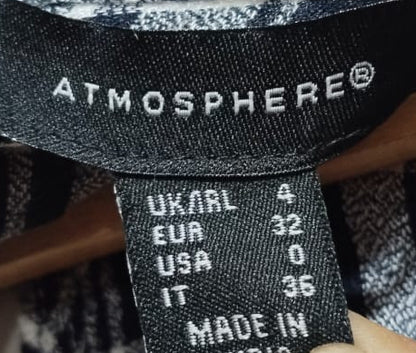 ATMOSPHERE®
UK/IRL 4
EUR 32
USA 0
IT 36
MADE IN